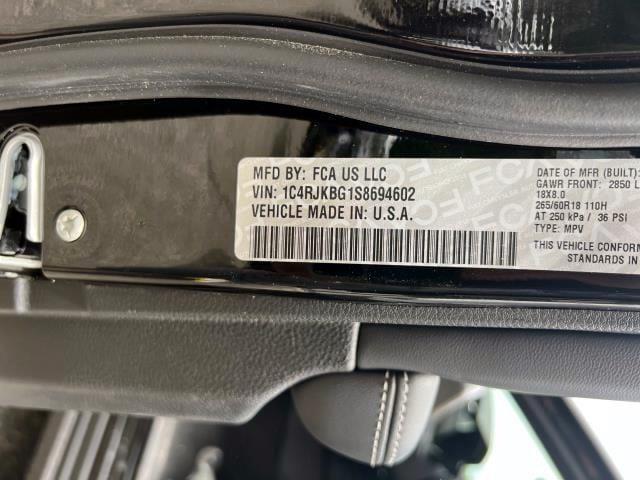 MFD BY: FCA US LLC
VIN: 1C4RJKBG1S8694602
VEHICLE MADE IN: U.S.A.
DATE OF MFR (BUILT):
GAWR FRONT: 2850 L
18X8.0
265/60R18 110H
AT 250 kPa / 36 PSI
TYPE: MPV
THIS VEHICLE CONFORM
STANDARDS IN